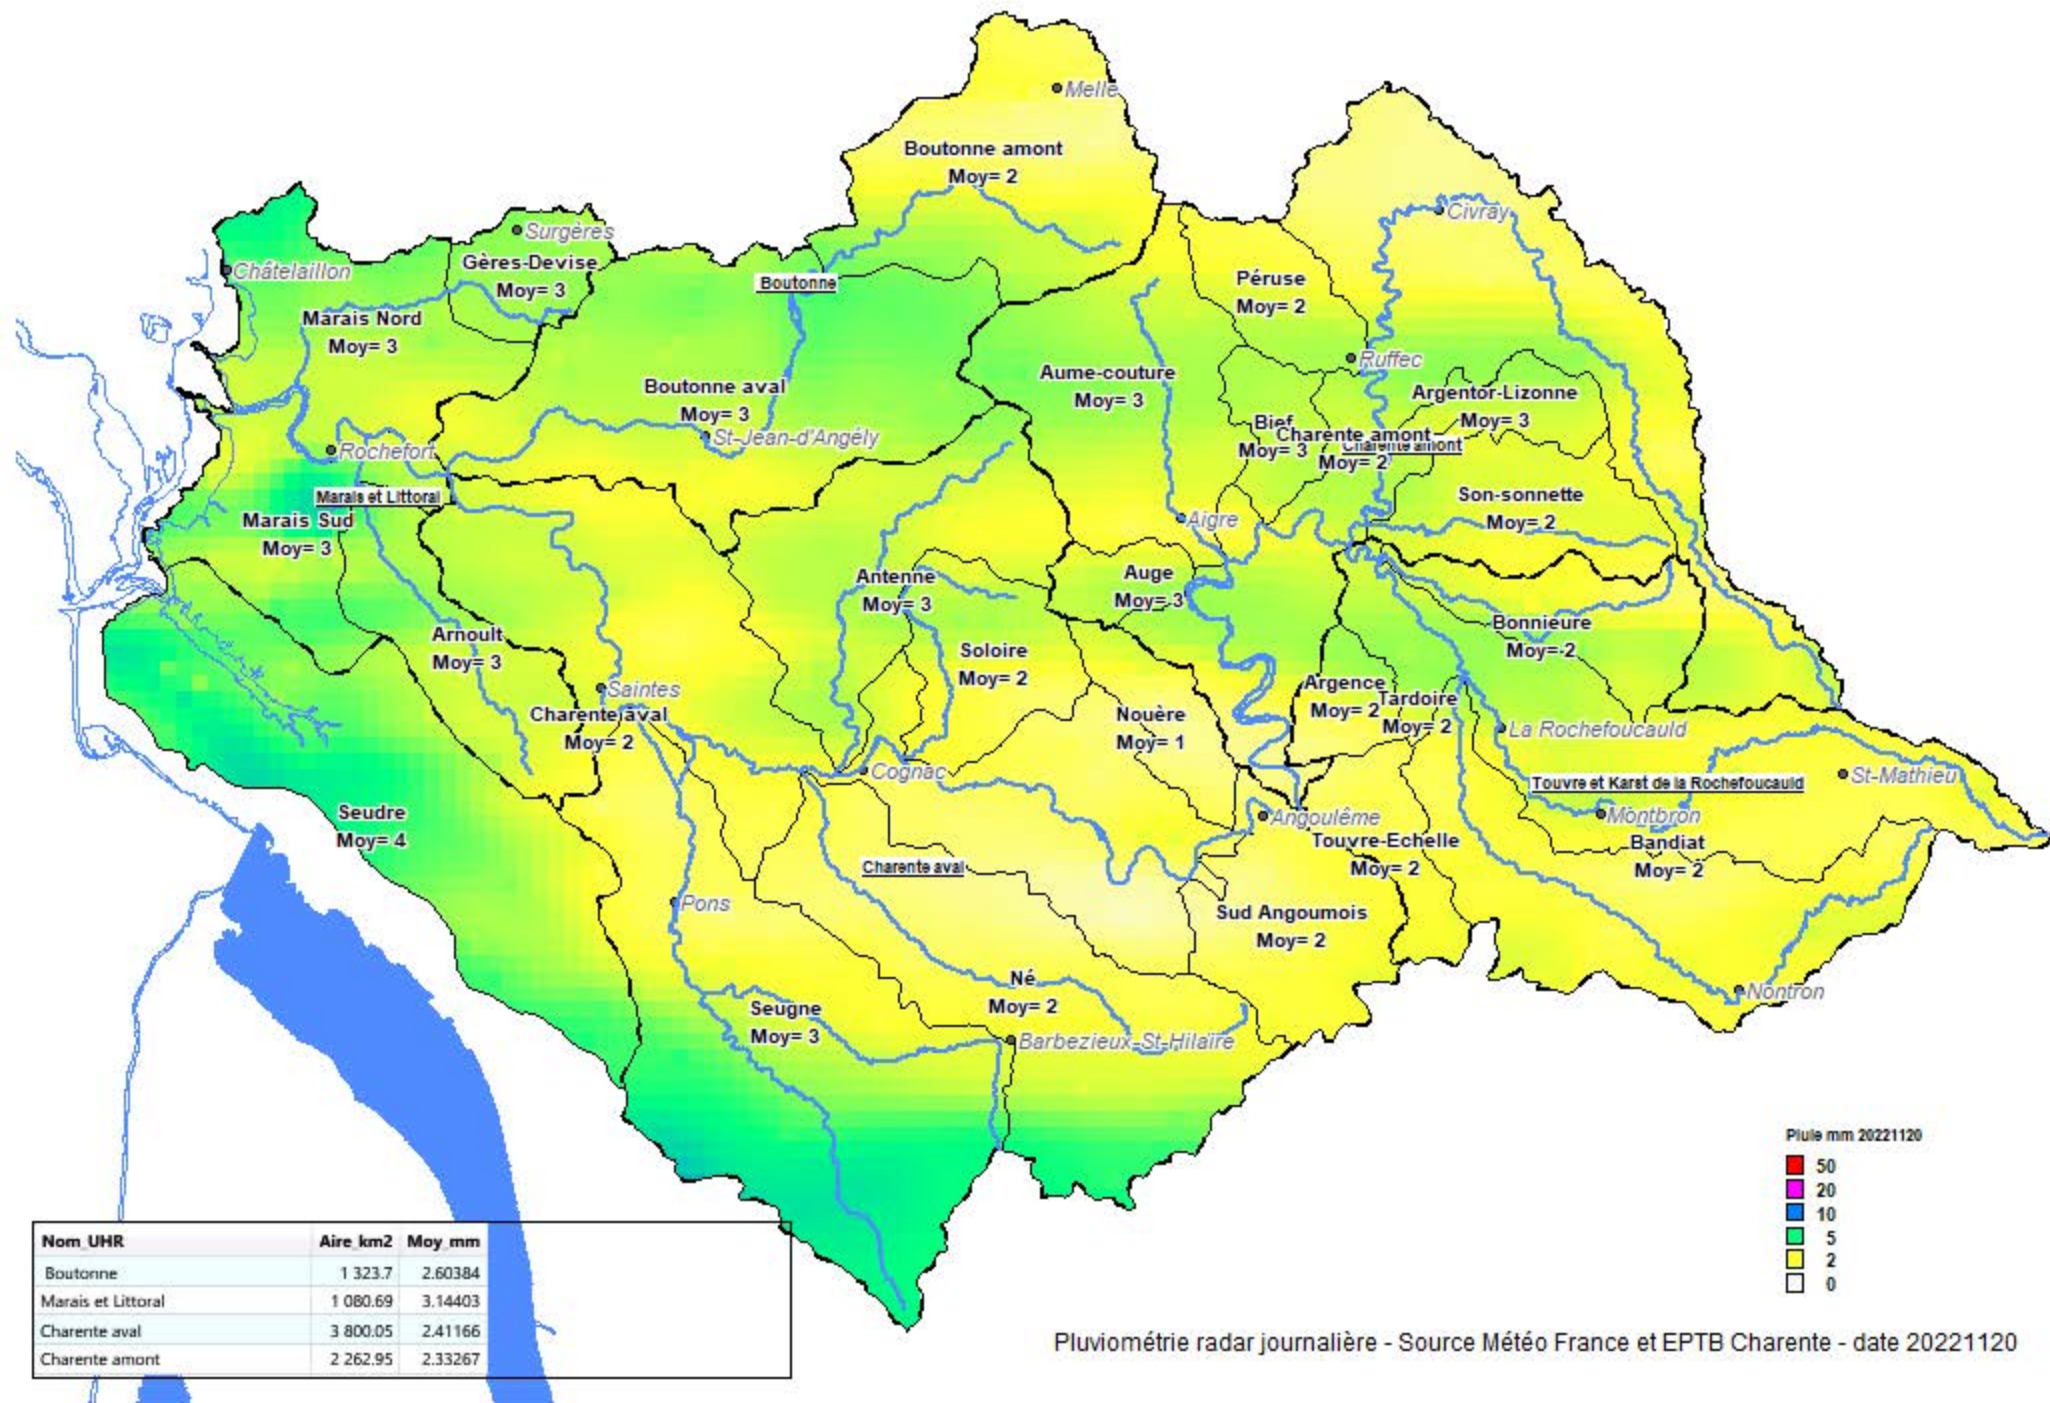 Melle
Boutonne amont
Moy= 2
Civray
Surgères
Châtelaillon
Gères-Devise
Moy= 3
Boutonne
Péruse
Moy= 2
Marais Nord
Moy= 3
Ruffec
Aume-couture
Moy= 3
Boutonne aval
Moy= 3
Argentor-Lizonne
Moy= 3
Bief
Moy= 3
Charente amont
Moy= 2
Charente amont
St-Jean-d'Angély
Rochefort
Marais et Littoral
Son-sonnette
Moy= 2
Marais Sud
Moy= 3
Aigre
Antenne
Moy= 3
Auge
Moy= 3
Bonnieure
Moy= 2
Arnoult
Moy= 3
Soloire
Moy= 2
Saintes
Argence
Moy= 2
Tardoire
Moy= 2
Charente aval
Moy= 2
Nouère
Moy= 1
La Rochefoucauld
Cognac
St-Mathieu
Touvre et Karst de la Rochefoucauld
Seudre
Moy= 4
Angoulême
Montbron
Touvre-Echelle
Moy= 2
Bandiat
Moy= 2
Charente aval
Pons
Sud Angoumois
Moy= 2
Né
Moy= 2
Nontron
Seugne
Moy= 3
Barbezieux-St-Hilaire
Pluie mm 20221120
50
20
10
5
2
0
Nom_UHR Aire_km2 Moy_mm
Boutonne 1 323.7 2.60384
Marais et Littoral 1 080.69 3.14403
Charente aval 3 800.05 2.41166
Charente amont 2 262.95 2.33267
Pluviométrie radar journalière - Source Météo France et EPTB Charente - date 20221120